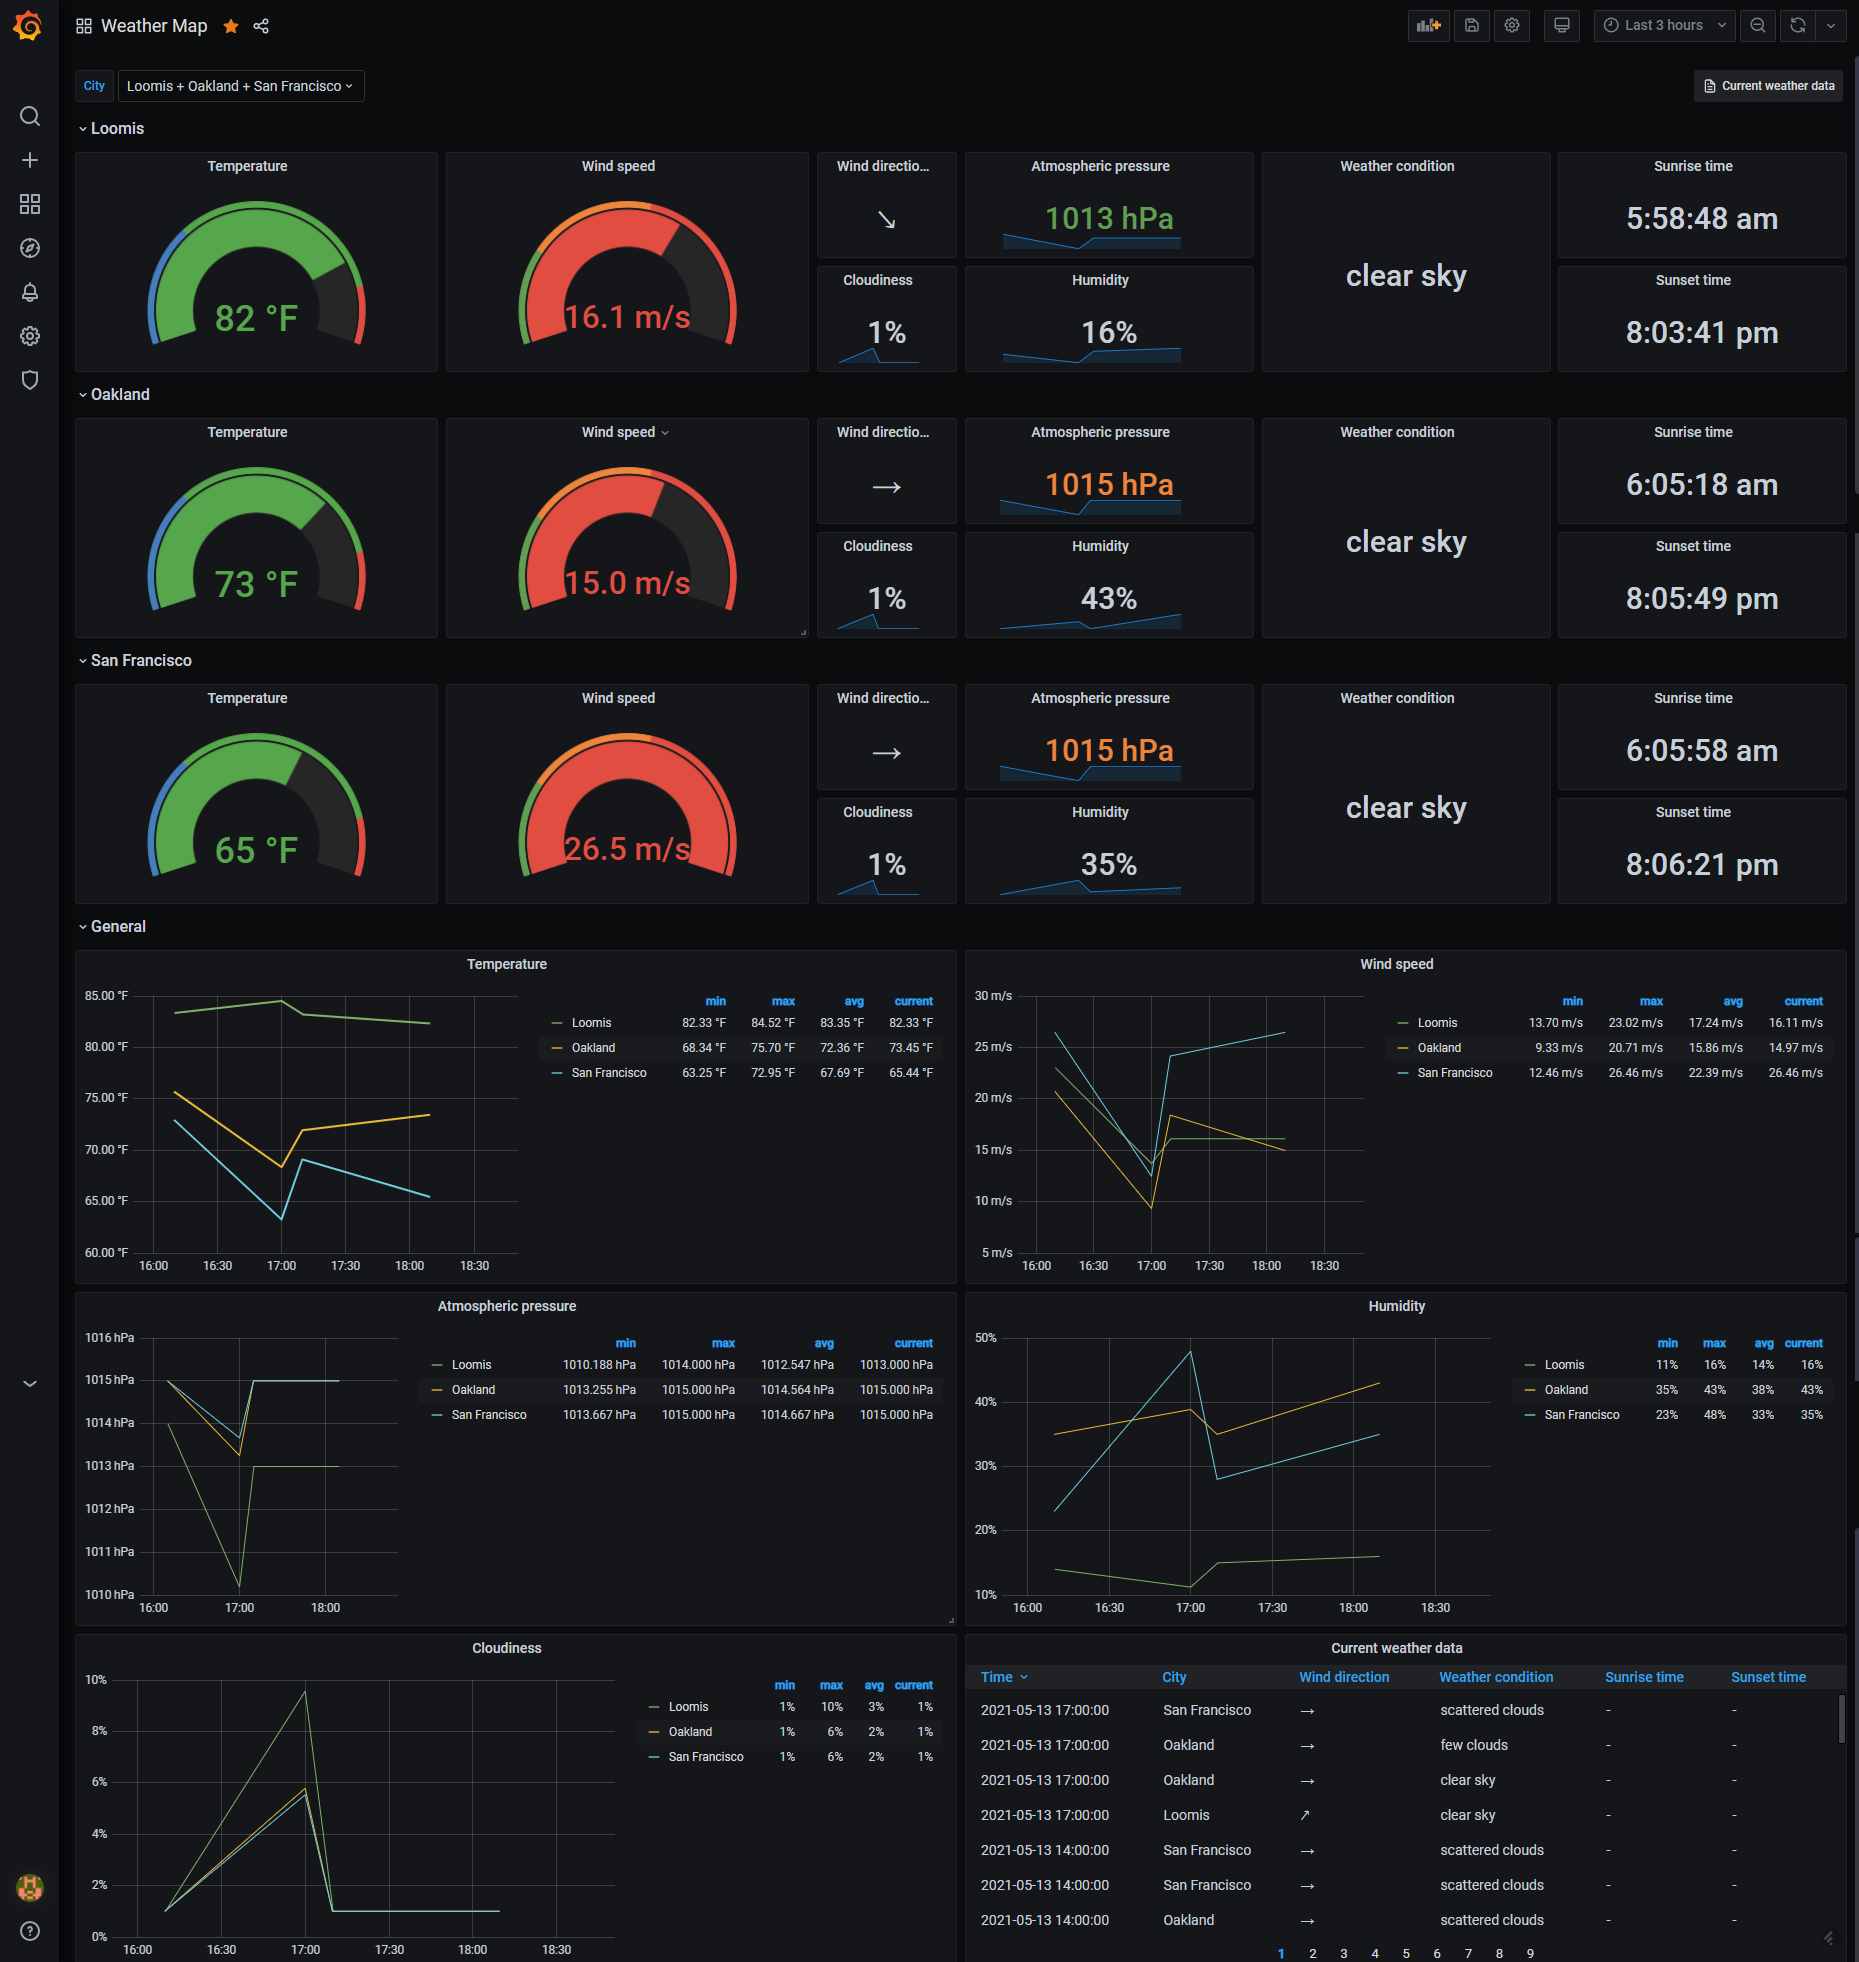 Weather Map
Last 3 hours
City Loomis + Oakland + San Francisco
Current weather data
Loomis
Temperature
82 °F
Wind speed
16.1 m/s
Wind directio...
↘
Cloudiness
1%
Atmospheric pressure
1013 hPa
Humidity
16%
Weather condition
clear sky
Sunrise time
5:58:48 am
Sunset time
8:03:41 pm
Oakland
Temperature
73 °F
Wind speed
15.0 m/s
Wind directio...
→
Cloudiness
1%
Atmospheric pressure
1015 hPa
Humidity
43%
Weather condition
clear sky
Sunrise time
6:05:18 am
Sunset time
8:05:49 pm
San Francisco
Temperature
65 °F
Wind speed
26.5 m/s
Wind directio...
→
Cloudiness
1%
Atmospheric pressure
1015 hPa
Humidity
35%
Weather condition
clear sky
Sunrise time
6:05:58 am
Sunset time
8:06:21 pm
General
Temperature
85.00 °F
80.00 °F
75.00 °F
70.00 °F
65.00 °F
60.00 °F
16:00 16:30 17:00 17:30 18:00 18:30
min max avg current
Loomis 82.33 °F 84.52 °F 83.35 °F 82.33 °F
Oakland 68.34 °F 75.70 °F 72.36 °F 73.45 °F
San Francisco 63.25 °F 72.95 °F 67.69 °F 65.44 °F
Wind speed
30 m/s
25 m/s
20 m/s
15 m/s
10 m/s
5 m/s
16:00 16:30 17:00 17:30 18:00 18:30
min max avg current
Loomis 13.70 m/s 23.02 m/s 17.24 m/s 16.11 m/s
Oakland 9.33 m/s 20.71 m/s 15.86 m/s 14.97 m/s
San Francisco 12.46 m/s 26.46 m/s 22.39 m/s 26.46 m/s
Atmospheric pressure
1016 hPa
1015 hPa
1014 hPa
1013 hPa
1012 hPa
1011 hPa
1010 hPa
16:00 17:00 18:00
min max avg current
Loomis 1010.188 hPa 1014.000 hPa 1012.547 hPa 1013.000 hPa
Oakland 1013.255 hPa 1015.000 hPa 1014.564 hPa 1015.000 hPa
San Francisco 1013.667 hPa 1015.000 hPa 1014.667 hPa 1015.000 hPa
Humidity
50%
40%
30%
20%
10%
16:00 16:30 17:00 17:30 18:00 18:30
min max avg current
Loomis 11% 16% 14% 16%
Oakland 35% 43% 38% 43%
San Francisco 23% 48% 33% 35%
Cloudiness
10%
8%
6%
4%
2%
0%
16:00 16:30 17:00 17:30 18:00 18:30
min max avg current
Loomis 1% 10% 3% 1%
Oakland 1% 6% 2% 1%
San Francisco 1% 6% 2% 1%
Current weather data
Time City Wind direction Weather condition Sunrise time Sunset time
2021-05-13 17:00:00 San Francisco → scattered clouds - -
2021-05-13 17:00:00 Oakland → few clouds - -
2021-05-13 17:00:00 Oakland → clear sky - -
2021-05-13 17:00:00 Loomis ↗ clear sky - -
2021-05-13 14:00:00 San Francisco → scattered clouds - -
2021-05-13 14:00:00 San Francisco → scattered clouds - -
2021-05-13 14:00:00 Oakland → scattered clouds - -
1 2 3 4 5 6 7 8 9